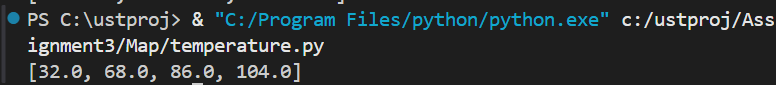 PS C:\ustproj> & "C:/Program Files/python/python.exe" c:/ustproj/Ass
ignment3/Map/temperature.py
[32.0, 68.0, 86.0, 104.0]